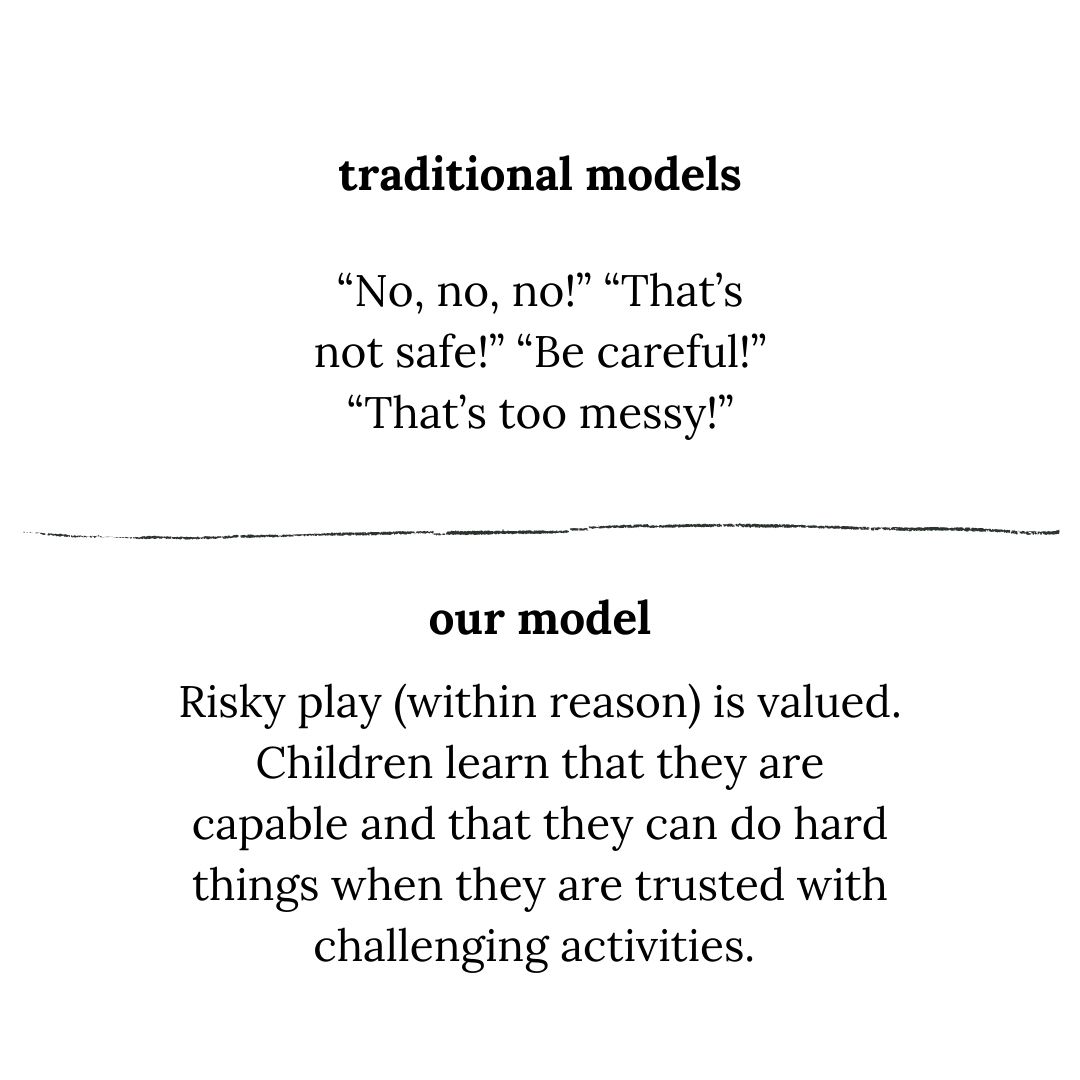 traditional models
“No, no, no!” “That’s
not safe!” “Be careful!”
“That’s too messy!”
our model
Risky play (within reason) is valued.
Children learn that they are
capable and that they can do hard
things when they are trusted with
challenging activities.